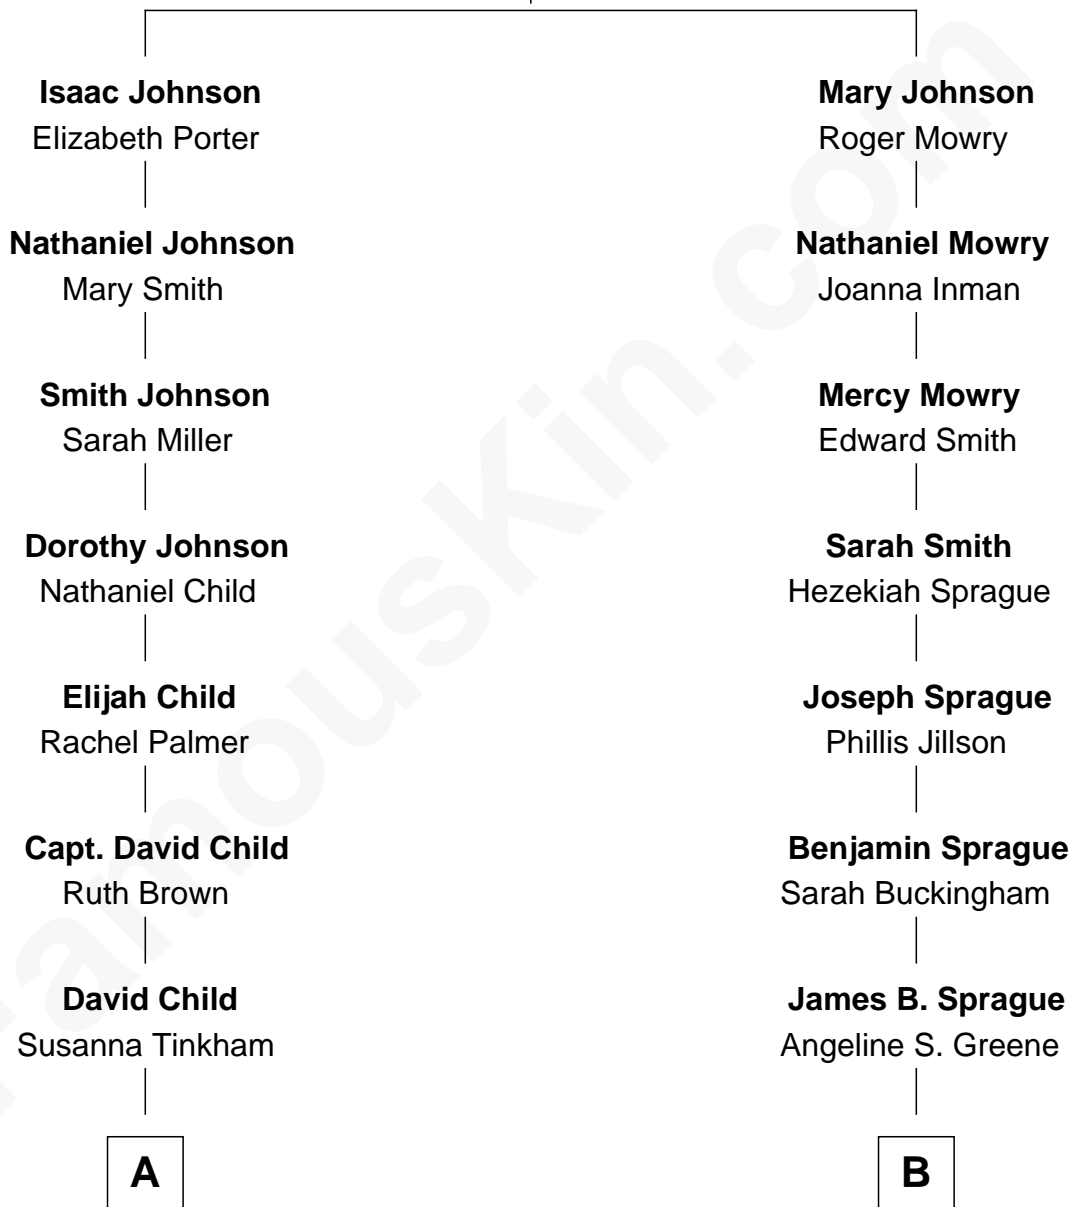 Isaac Johnson
Elizabeth Porter
Nathaniel Johnson
Mary Smith
Smith Johnson
Sarah Miller
Dorothy Johnson
Nathaniel Child
Elijah Child
Rachel Palmer
Capt. David Child
Ruth Brown
David Child
Susanna Tinkham
A
Mary Johnson
Roger Mowry
Nathaniel Mowry
Joanna Inman
Mercy Mowry
Edward Smith
Sarah Smith
Hezekiah Sprague
Joseph Sprague
Phillis Jillson
Benjamin Sprague
Sarah Buckingham
James B. Sprague
Angeline S. Greene
B
FamousKin.com